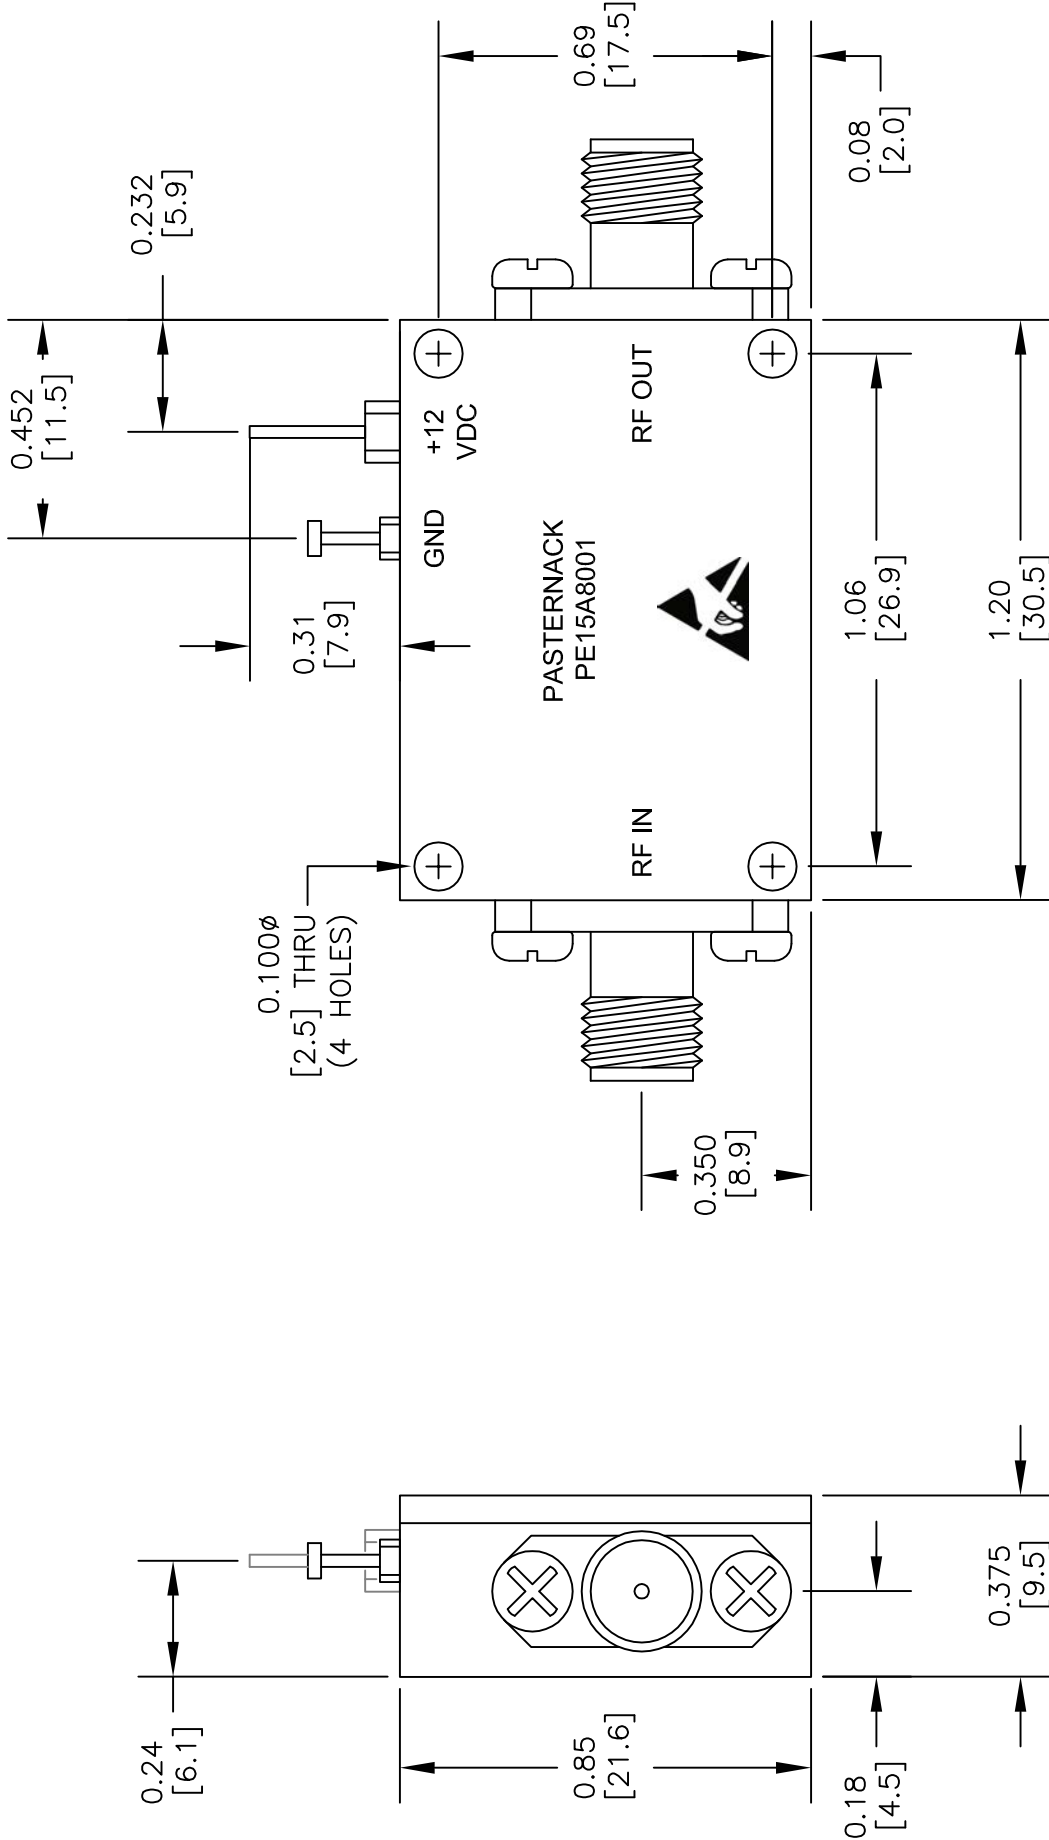 0.24
[6.1]
0.85
[21.6]
0.18
[4.5]
0.375
[9.5]
0.350
[8.9]
0.100ø
[2.5] THRU
(4 HOLES)
0.31
[7.9]
0.452
[11.5]
0.232
[5.9]
GND
+12
VDC
PASTERNACK
PE15A8001
RF IN
RF OUT
0.69
[17.5]
0.08
[2.0]
1.06
[26.9]
1.20
[30.5]